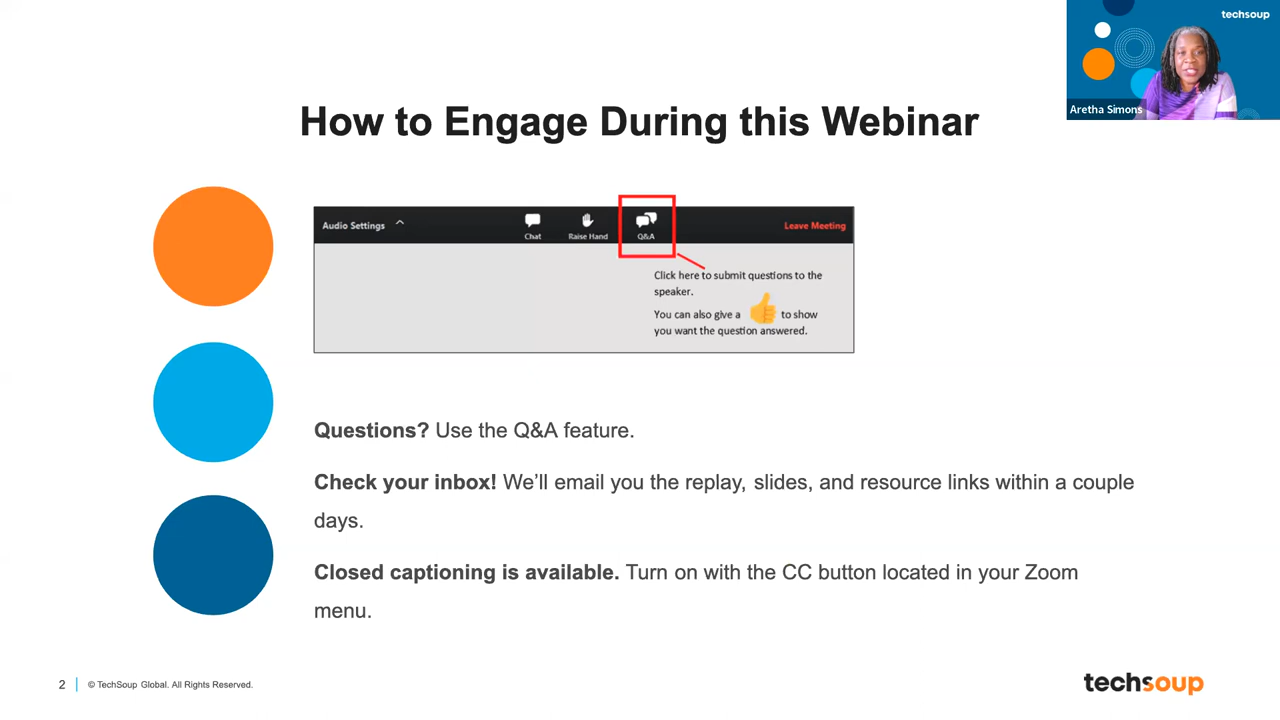 techsoup
Aretha Simons
How to Engage During this Webinar
Audio Settings
Chat
Raise Hand
Q&A
Leave Meeting
Click here to submit questions to the
speaker.
You can also give a to show
you want the question answered.
Questions? Use the Q&A feature.
Check your inbox! We’ll email you the replay, slides, and resource links within a couple
days.
Closed captioning is available. Turn on with the CC button located in your Zoom
menu.
2
© TechSoup Global. All Rights Reserved.
techsoup